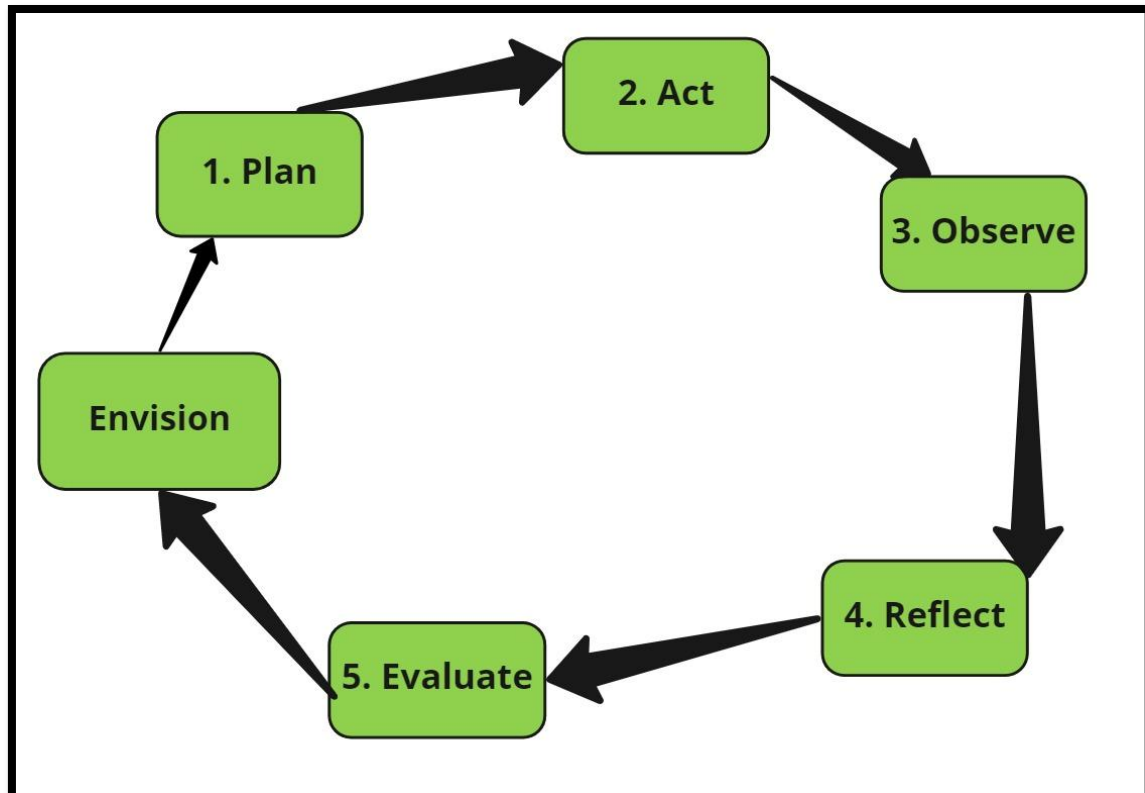 1. Plan
2. Act
3. Observe
4. Reflect
5. Evaluate
Envision